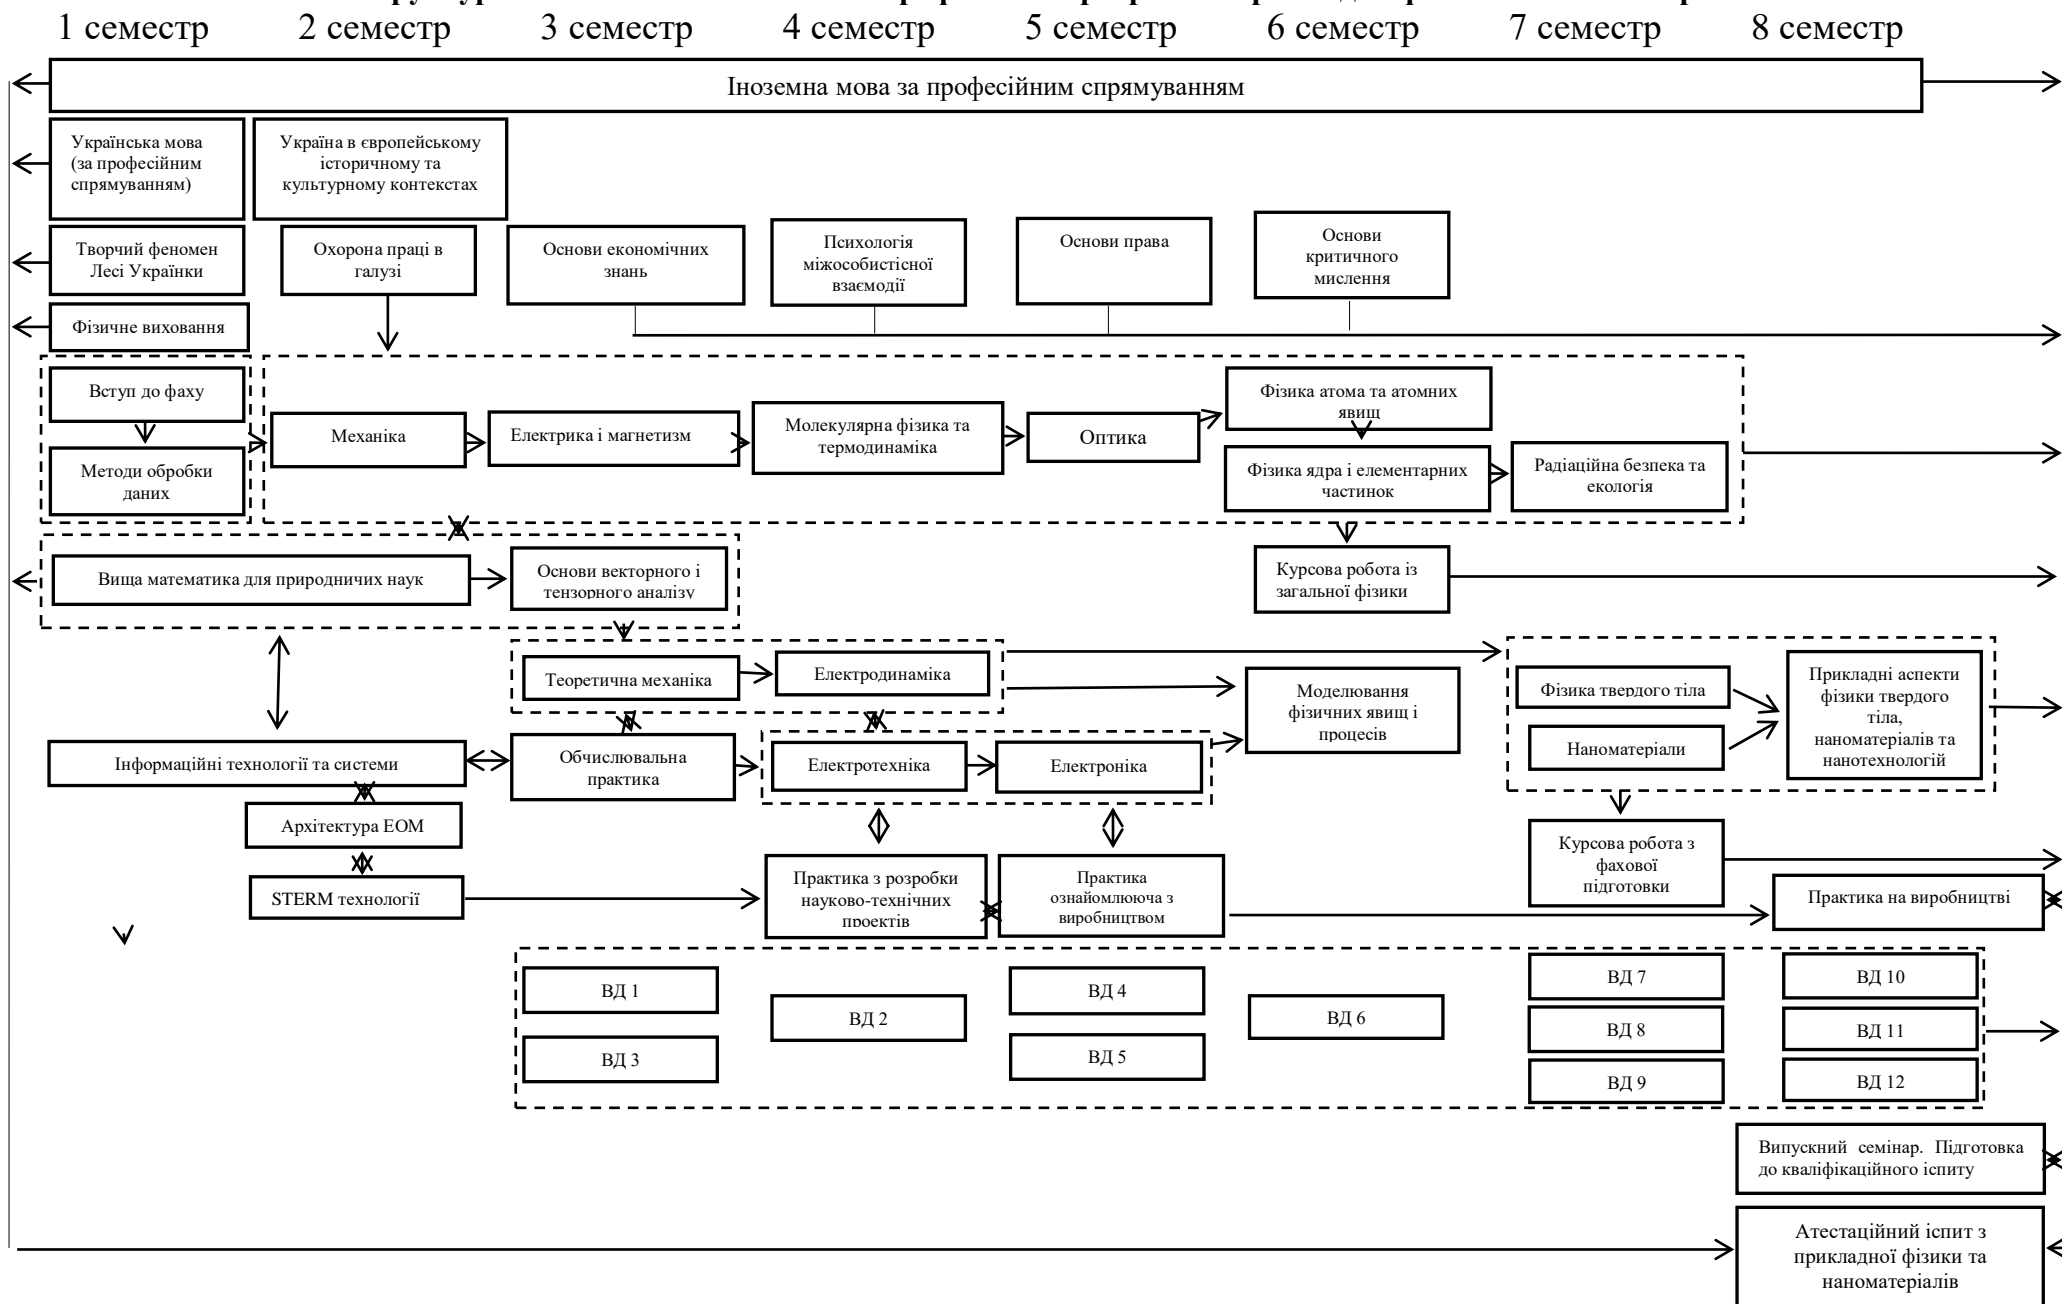 1 семестр 2 семестр 3 семестр 4 семестр 5 семестр 6 семестр 7 семестр 8 семестр
Іноземна мова за професійним спрямуванням
Українська мова
(за професійним
спрямуванням)
Україна в європейському
історичному та
культурному контекстах
Творчий феномен
Лесі Українки
Охорона праці в
галузі
Основи економічних
знань
Психологія
міжособистісної
взаємодії
Основи права
Основи
критичного
мислення
Фізичне виховання
Вступ до фаху
Методи обробки
даних
Механіка
Електрика і магнетизм
Молекулярна фізика та
термодинаміка
Оптика
Фізика атома та атомних
явищ
Фізика ядра і елементарних
частинок
Радіаційна безпека та
екологія
Вища математика для природничих наук
Основи векторного і
тензорного аналізу
Курсова робота із
загальної фізики
Теоретична механіка
Електродинаміка
Моделювання
фізичних явищ і
процесів
Фізика твердого тіла
Наноматеріали
Прикладні аспекти
фізики твердого
тіла,
наноматеріалів та
нанотехнологій
Інформаційні технології та системи
Обчислювальна
практика
Електротехніка
Електроніка
Архітектура ЕОМ
STERM технології
Практика з розробки
науково-технічних
проектів
Практика
ознайомлююча з
виробництвом
Курсова робота з
фахової
підготовки
Практика на виробництві
ВД 1
ВД 3
ВД 2
ВД 4
ВД 5
ВД 6
ВД 7
ВД 8
ВД 9
ВД 10
ВД 11
ВД 12
Випускний семінар. Підготовка
до кваліфікаційного іспиту
Атестаційний іспит з
прикладної фізики та
наноматеріалів